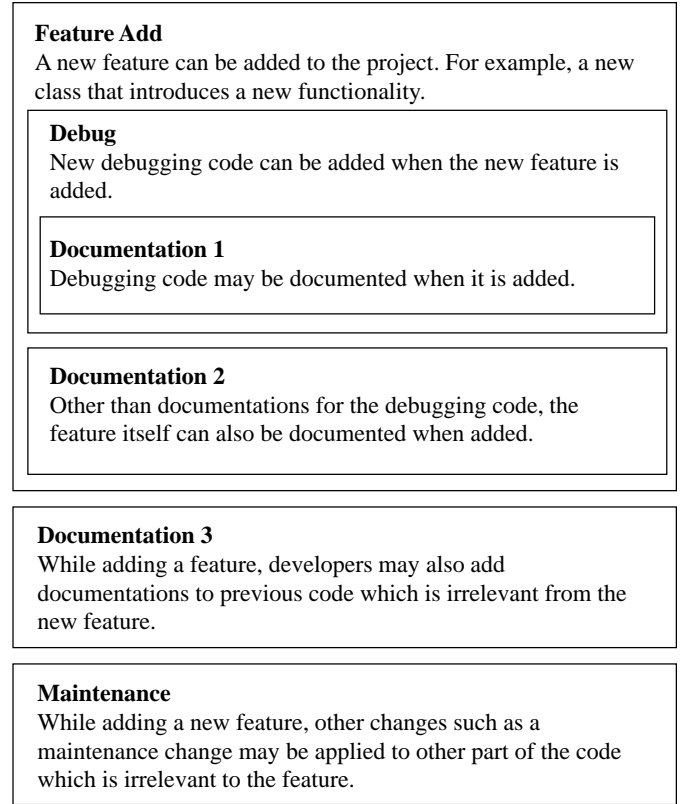 Feature Add
A new feature can be added to the project. For example, a new
class that introduces a new functionality.
Debug
New debugging code can be added when the new feature is
added.
Documentation 1
Debugging code may be documented when it is added.
Documentation 2
Other than documentations for the debugging code, the
feature itself can also be documented when added.
Documentation 3
While adding a feature, developers may also add
documentations to previous code which is irrelevant from the
new feature.
Maintenance
While adding a new feature, other changes such as a
maintenance change may be applied to other part of the code
which is irrelevant to the feature.